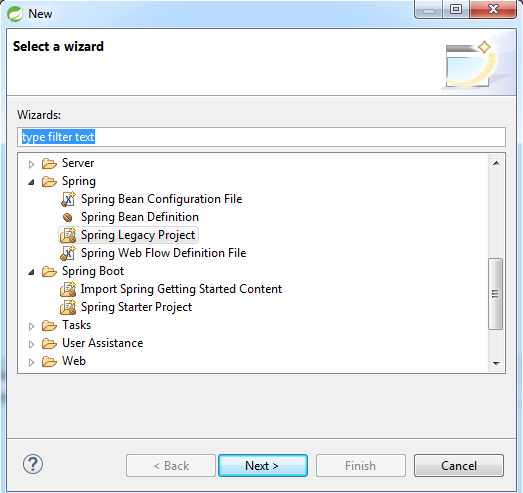 New
Select a wizard
Wizards:
type filter text
Server
Spring
Spring Bean Configuration File
Spring Bean Definition
Spring Legacy Project
Spring Web Flow Definition File
Spring Boot
Import Spring Getting Started Content
Spring Starter Project
Tasks
User Assistance
Web
? < Back Next > Finish Cancel